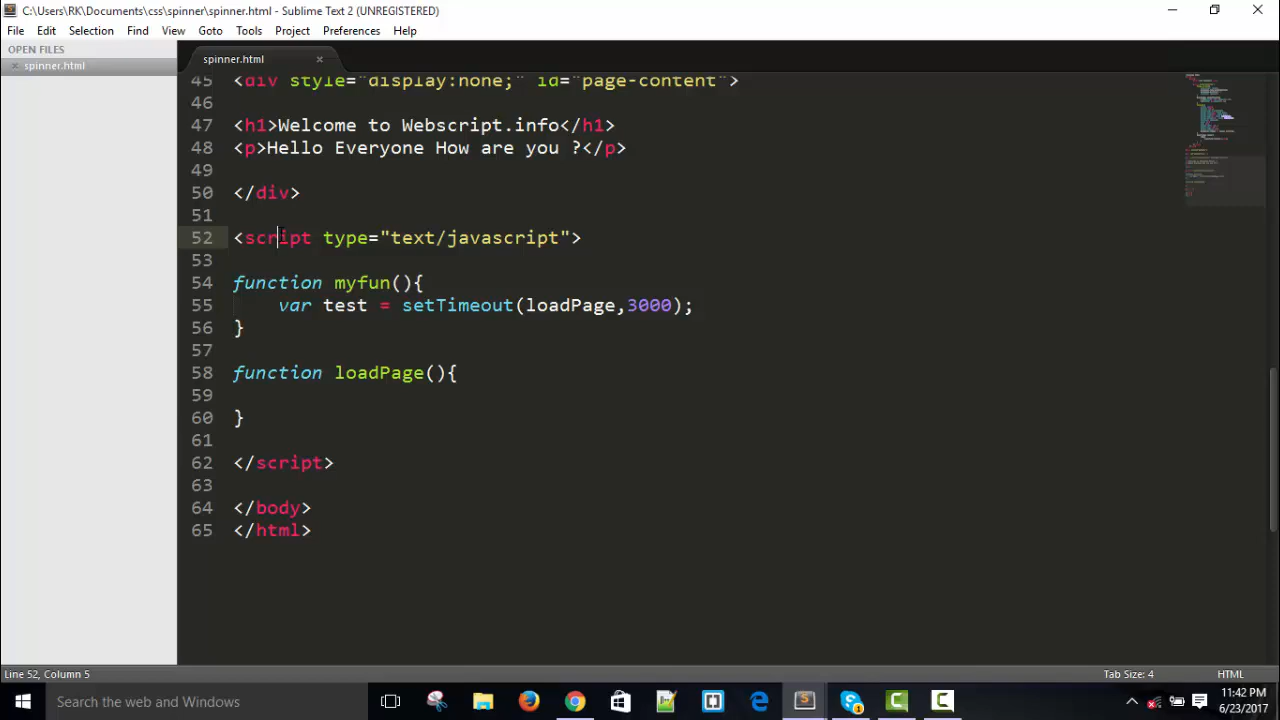 C:\Users\RK\Documents\css\spinner\spinner.html - Sublime Text 2 (UNREGISTERED)
File Edit Selection Find View Goto Tools Project Preferences Help
OPEN FILES
spinner.html
spinner.html
45 <div style="display:none;" id="page-content">
46
47 <h1>Welcome to Webscript.info</h1>
48 <p>Hello Everyone How are you ?</p>
49
50 </div>
51
52 <script type="text/javascript">
53
54 function myfun(){
55 var test = setTimeout(loadPage,3000);
56 }
57
58 function loadPage(){
59
60 }
61
62 </script>
63
64 </body>
65 </html>
Line 52, Column 5
Tab Size: 4
HTML
Search the web and Windows
11:42 PM
6/23/2017